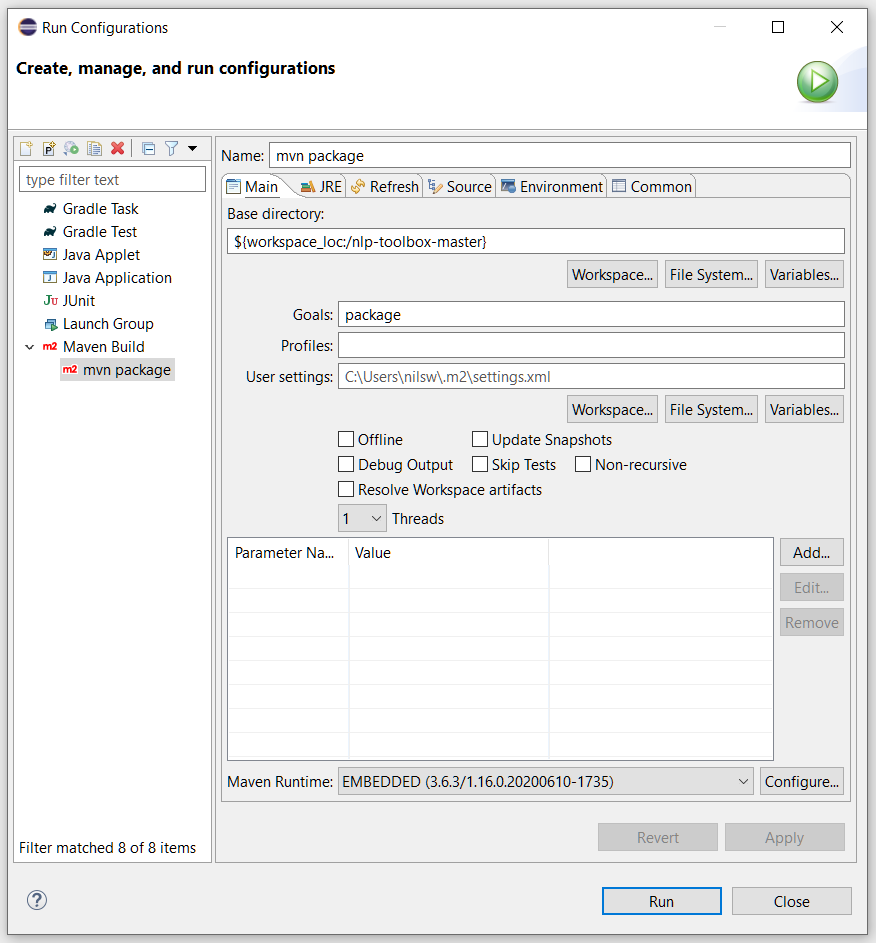 Run Configurations
Create, manage, and run configurations
type filter text
Gradle Task
Gradle Test
Java Applet
Java Application
JUnit
Launch Group
Maven Build
mvn package
Filter matched 8 of 8 items
Name: mvn package
Main JRE Refresh Source Environment Common
Base directory:
${workspace_loc:/nlp-toolbox-master}
Workspace... File System... Variables...
Goals: package
Profiles:
User settings: C:\Users\nilsw\.m2\settings.xml
Workspace... File System... Variables...
Offline Update Snapshots
Debug Output Skip Tests Non-recursive
Resolve Workspace artifacts
1 Threads
Parameter Na... Value
Add...
Edit...
Remove
Maven Runtime: EMBEDDED (3.6.3/1.16.0.20200610-1735) Configure...
Revert Apply
? Run Close